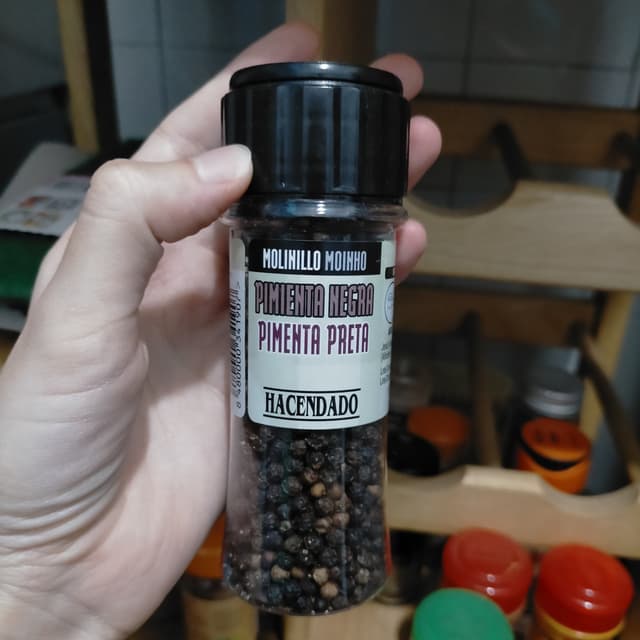 MOLINILLO MOINHO
PIMIENTA NEGRA
PIMENTA PRETA
HACENDADO